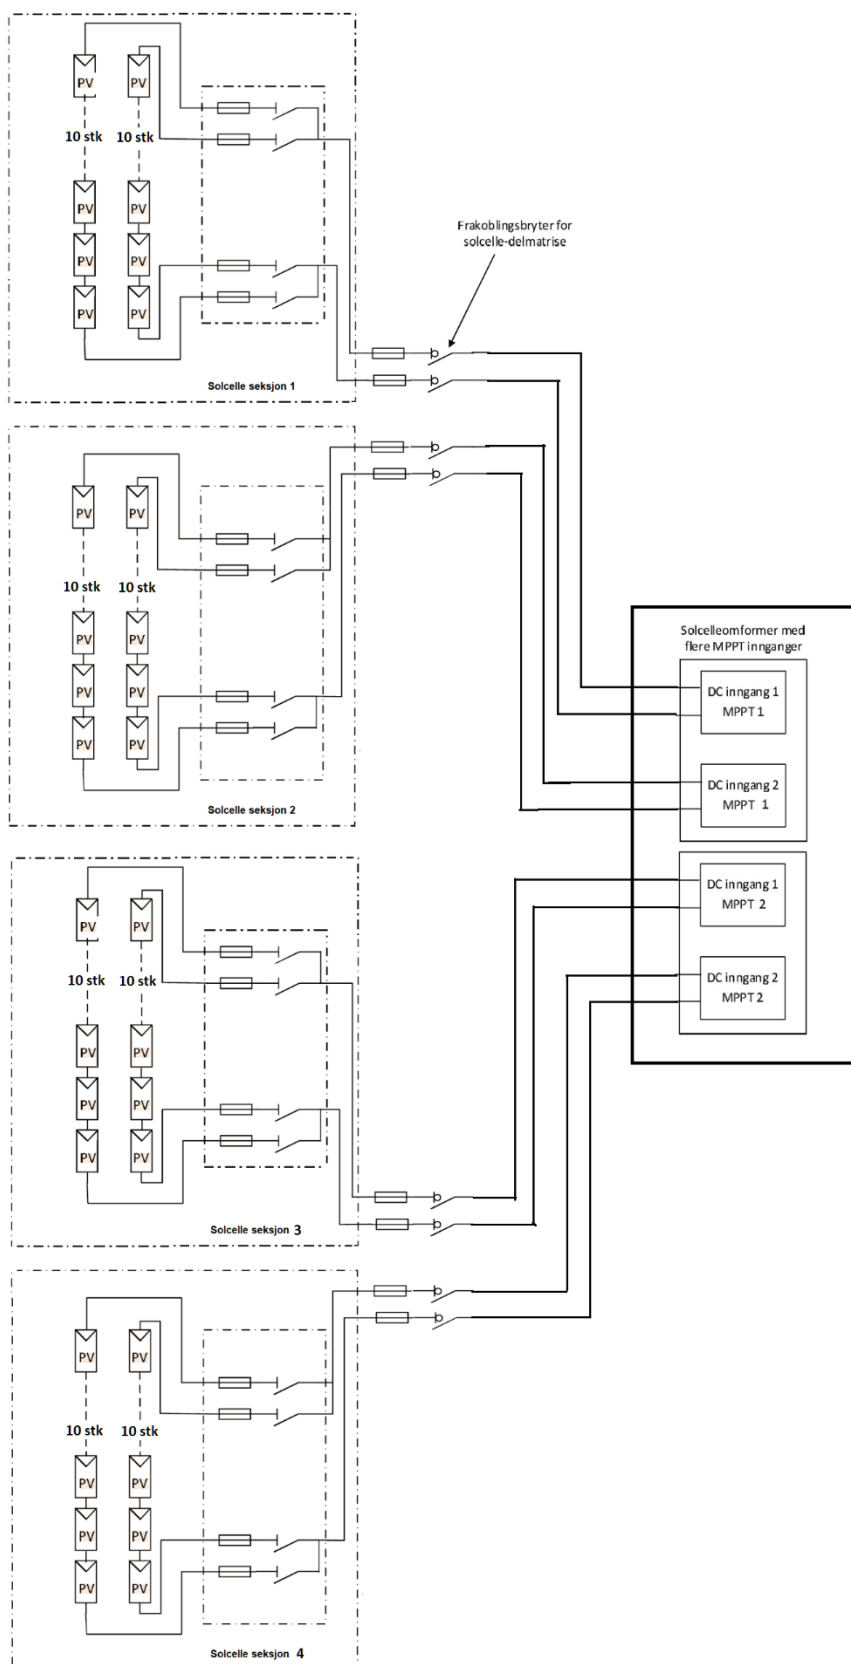 PV PV
10 stk 10 stk
PV PV
PV PV
PV PV
Solcelle seksjon 1
Frakoblingsbryter for
solcelle-delmatrise
PV PV
10 stk 10 stk
PV PV
PV PV
PV PV
Solcelle seksjon 2
Solcelleomformer med
flere MPPT innganger
DC inngang 1
MPPT 1
DC inngang 2
MPPT 1
DC inngang 1
MPPT 2
DC inngang 2
MPPT 2
PV PV
10 stk 10 stk
PV PV
PV PV
PV PV
Solcelle seksjon 3
PV PV
10 stk 10 stk
PV PV
PV PV
PV PV
Solcelle seksjon 4